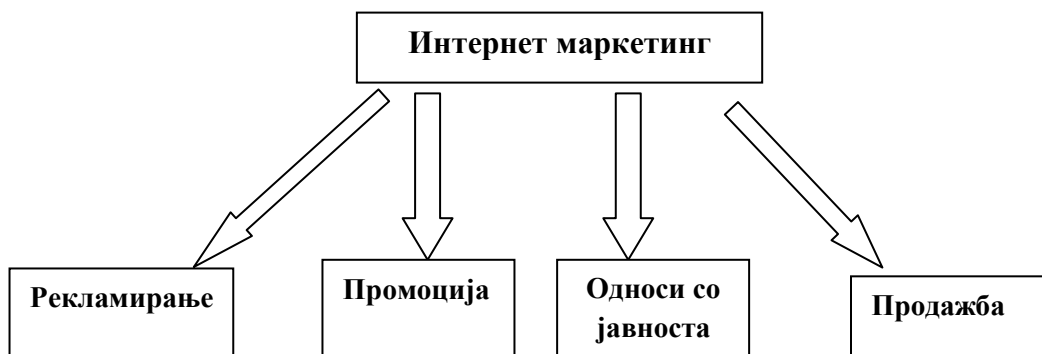 Интернет маркетинг
Рекламирање
Промоција
Односи со
јавноста
Продажба